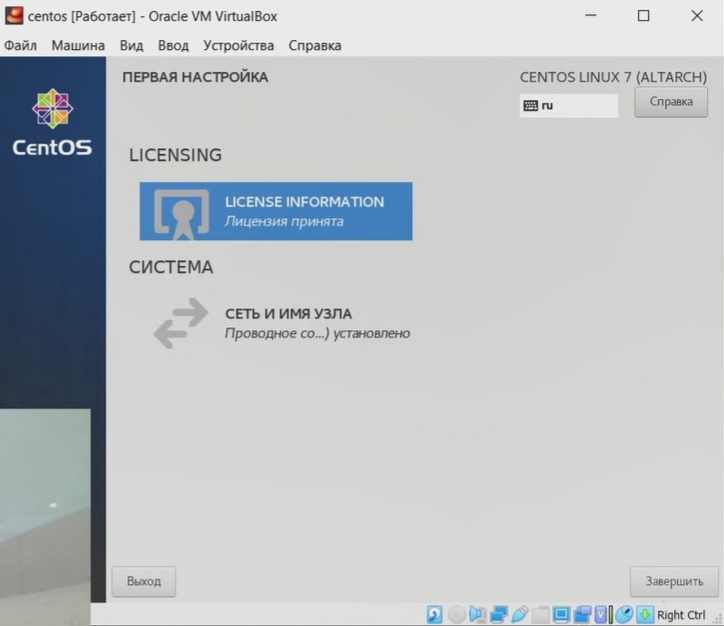 centos [Работает] - Oracle VM VirtualBox
Файл Машина Вид Ввод Устройства Справка
ПЕРВАЯ НАСТРОЙКА
CENTOS LINUX 7 (ALTARCH)
ru
Справка
CentOS
LICENSING
LICENSE INFORMATION
Лицензия принята
СИСТЕМА
СЕТЬ И ИМЯ УЗЛА
Проводное со...) установлено
Выход
Завершить
Right Ctrl